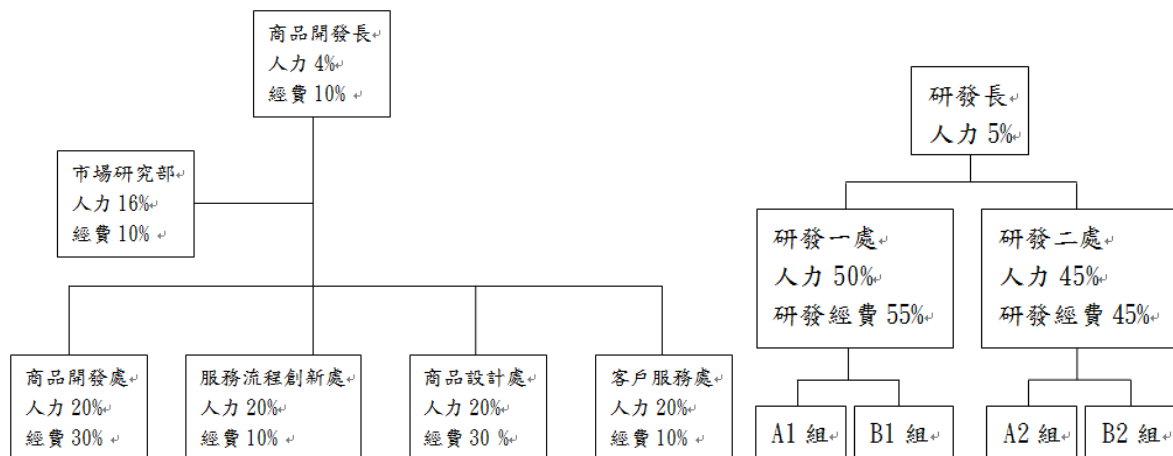 商品開發長
人力 4%
經費 10%
市場研究部
人力 16%
經費 10%
商品開發處
人力 20%
經費 30%
服務流程創新處
人力 20%
經費 10%
商品設計處
人力 20%
經費 30 %
客戶服務處
人力 20%
經費 10%
研發長
人力 5%
研發一處
人力 50%
研發經費 55%
研發二處
人力 45%
研發經費 45%
A1 組
B1 組
A2 組
B2 組